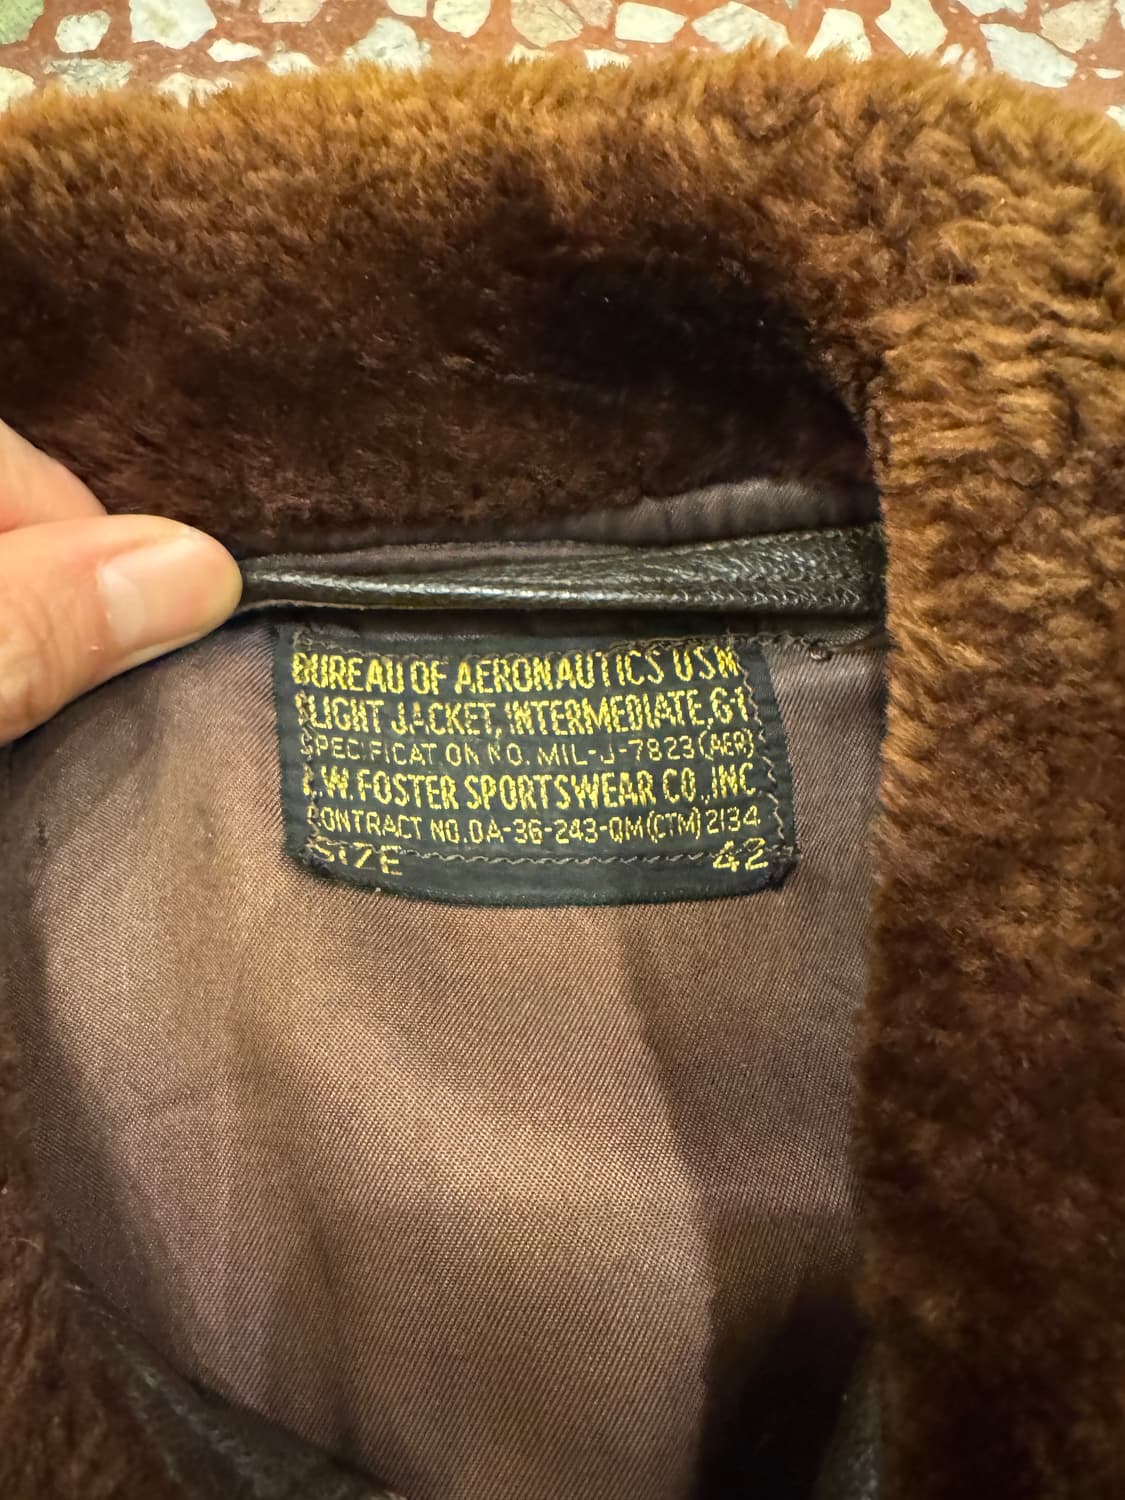 BUREAU OF AERONAUTICS U S N
FLIGHT JACKET, INTERMEDIATE, G1
SPECIFICATION NO. MIL-J-7823(AER)
L.W. FOSTER SPORTSWEAR CO., INC
CONTRACT NO. DA-36-243-QM(CTM) 2134
SIZE 42